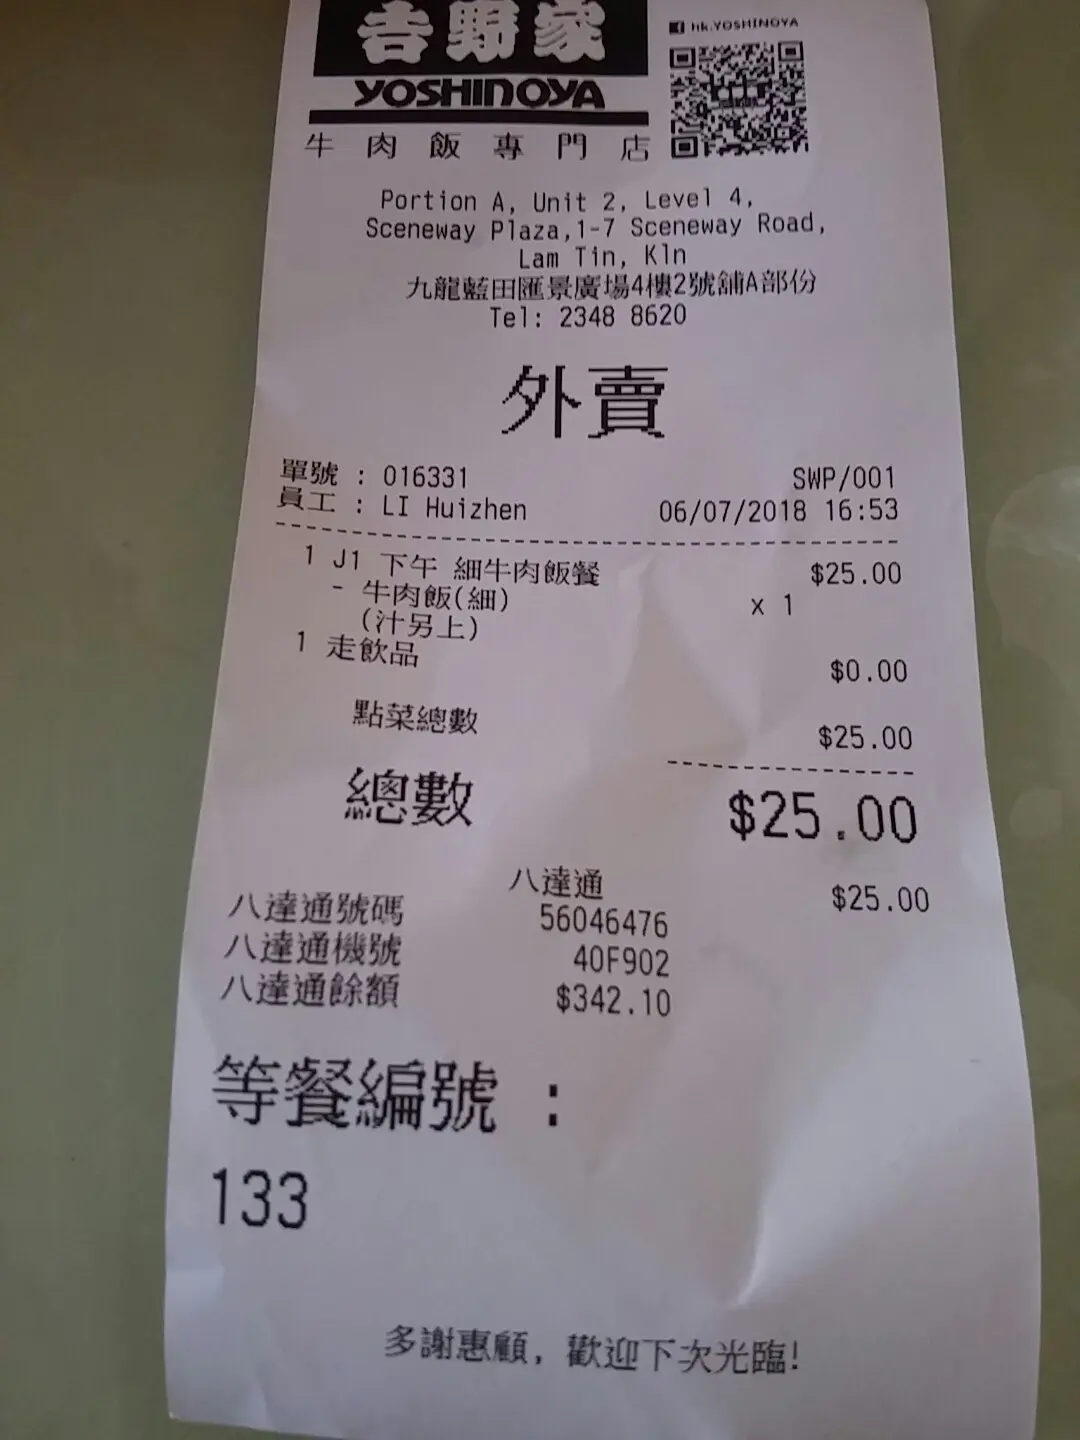 吉野家
YOSHINOYA
hk.YOSHINOYA
牛肉飯專門店
Portion A, Unit 2, Level 4,
Sceneway Plaza,1-7 Sceneway Road,
Lam Tin, Kln
九龍藍田匯景廣場4樓2號舖A部份
Tel: 2348 8620
外賣
單號 : 016331 SWP/001
員工 : LI Huizhen 06/07/2018 16:53
1 J1 下午 細牛肉飯餐 $25.00
- 牛肉飯(細) x 1
(汁另上)
1 走飲品 $0.00
點菜總數 $25.00
總數 $25.00
八達通 $25.00
八達通號碼 56046476
八達通機號 40F902
八達通餘額 $342.10
等餐編號 :
133
多謝惠顧, 歡迎下次光臨!